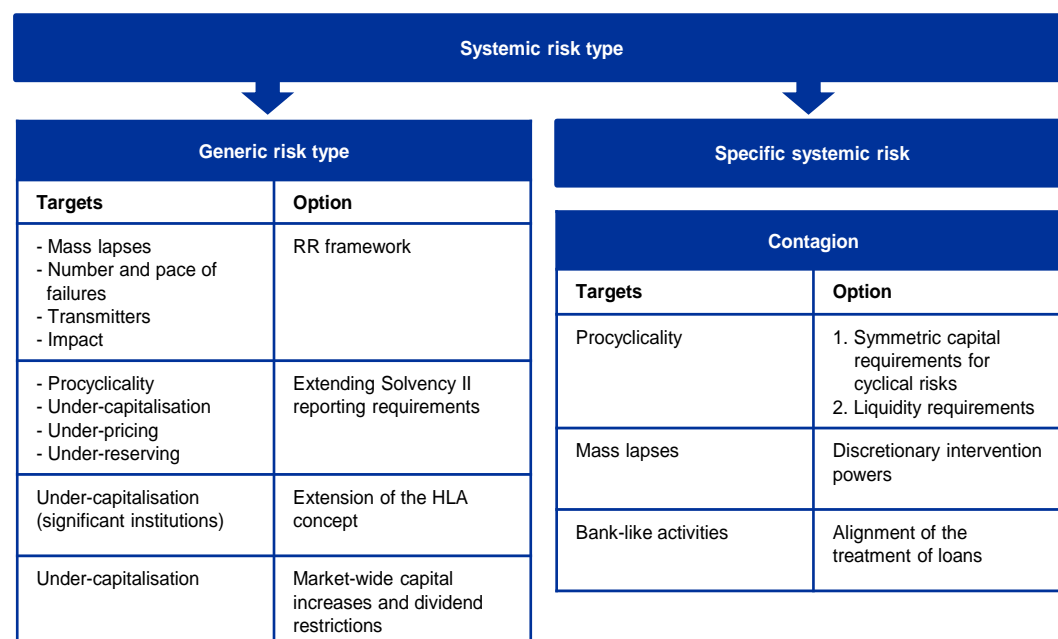 Systemic risk type
Generic risk type
Targets
Option
- Mass lapses
- Number and pace of
failures
- Transmitters
- Impact
RR framework
- Procyclicality
- Under-capitalisation
- Under-pricing
- Under-reserving
Extending Solvency II
reporting requirements
Under-capitalisation
(significant institutions)
Extension of the HLA
concept
Under-capitalisation
Market-wide capital
increases and dividend
restrictions
Specific systemic risk
Contagion
Targets
Option
Procyclicality
1. Symmetric capital
requirements for
cyclical risks
2. Liquidity requirements
Mass lapses
Discretionary intervention
powers
Bank-like activities
Alignment of the
treatment of loans